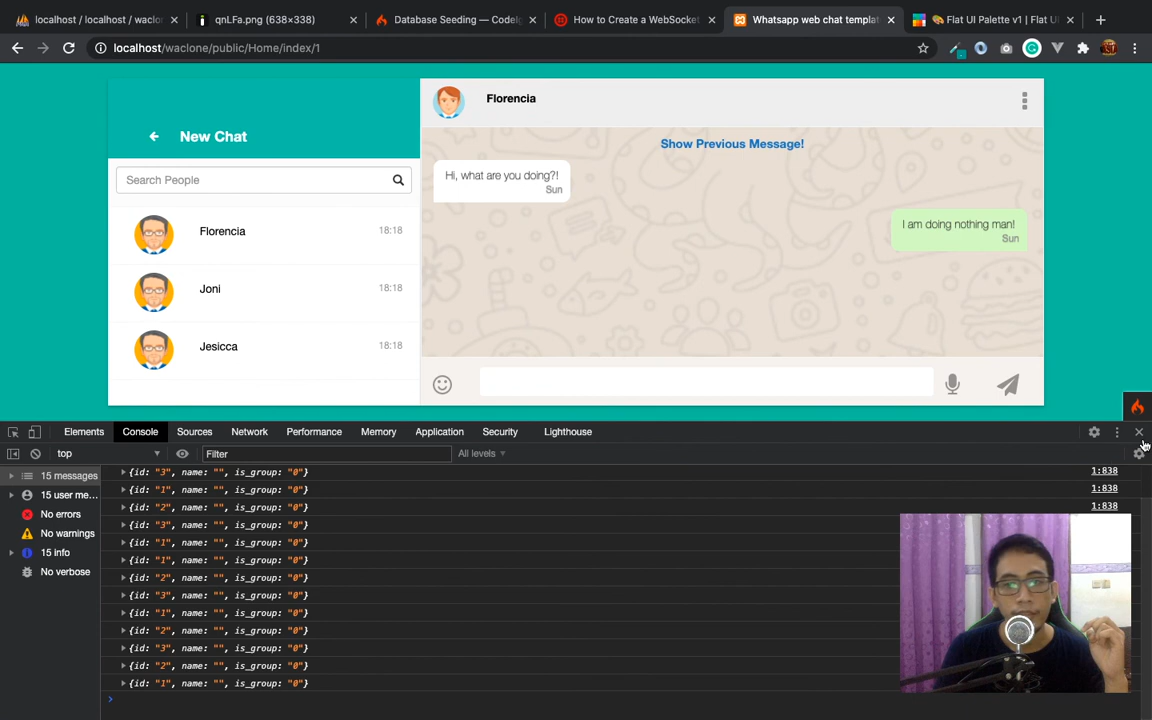 localhost / localhost / waclon
qnLFa.png (638×338)
Database Seeding — CodeIg
How to Create a WebSocket
Whatsapp web chat templat
Flat UI Palette v1 | Flat UI
localhost/waclone/public/Home/index/1
New Chat
Search People
Florencia
18:18
Joni
18:18
Jesicca
18:18
Florencia
Show Previous Message!
Hi, what are you doing?!
Sun
I am doing nothing man!
Sun
Elements Console Sources Network Performance Memory Application Security Lighthouse
top Filter All levels
15 messages
15 user me...
No errors
No warnings
15 info
No verbose
{id: "3", name: "", is_group: "0"} 1:838
{id: "1", name: "", is_group: "0"} 1:838
{id: "2", name: "", is_group: "0"} 1:838
{id: "3", name: "", is_group: "0"}
{id: "1", name: "", is_group: "0"}
{id: "1", name: "", is_group: "0"}
{id: "2", name: "", is_group: "0"}
{id: "3", name: "", is_group: "0"}
{id: "1", name: "", is_group: "0"}
{id: "2", name: "", is_group: "0"}
{id: "3", name: "", is_group: "0"}
{id: "2", name: "", is_group: "0"}
{id: "1", name: "", is_group: "0"}